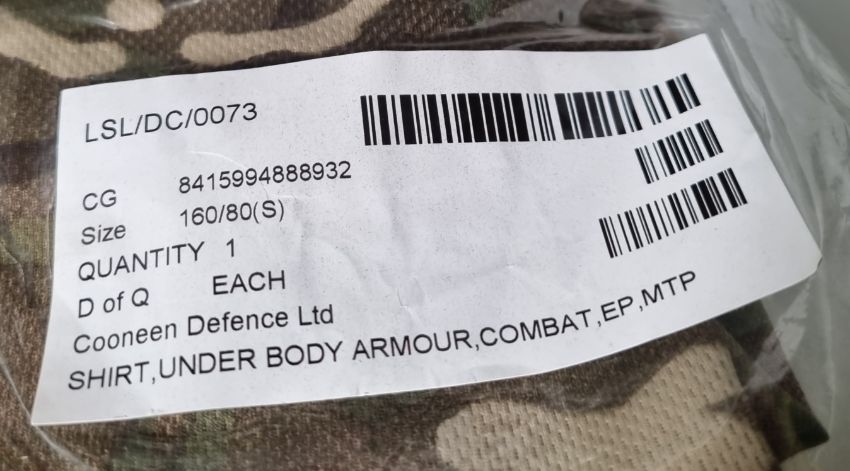 LSL/DC/0073
CG 8415994888932
Size 160/80(S)
QUANTITY 1
D of Q EACH
Cooneen Defence Ltd
SHIRT,UNDER BODY ARMOUR,COMBAT,EP,MTP